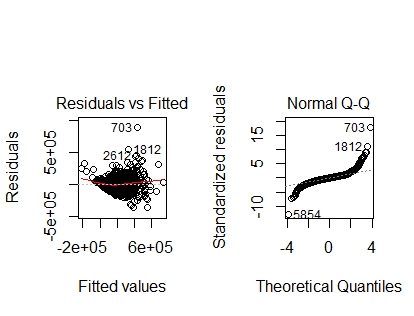 Residuals vs Fitted
Residuals
-5e+05
5e+05
703
1812
2612
-2e+05
6e+05
Fitted values
Normal Q-Q
Standardized residuals
-10
5
15
703
1812
5854
-4
0
4
Theoretical Quantiles